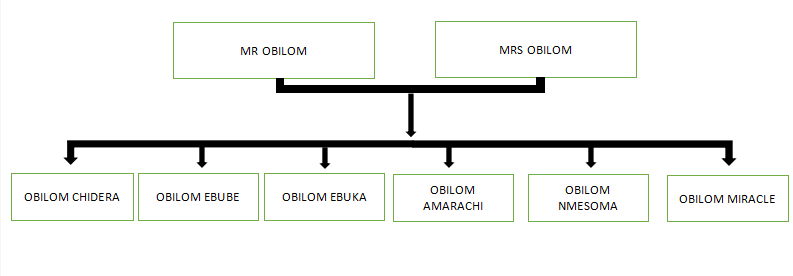 MR OBILOM
MRS OBILOM
OBILOM CHIDERA
OBILOM EBUBE
OBILOM EBUKA
OBILOM
AMARACHI
OBILOM
NMESOMA
OBILOM MIRACLE